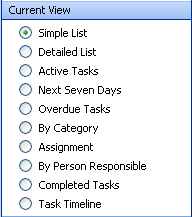 Current View
Simple List
Detailed List
Active Tasks
Next Seven Days
Overdue Tasks
By Category
Assignment
By Person Responsible
Completed Tasks
Task Timeline